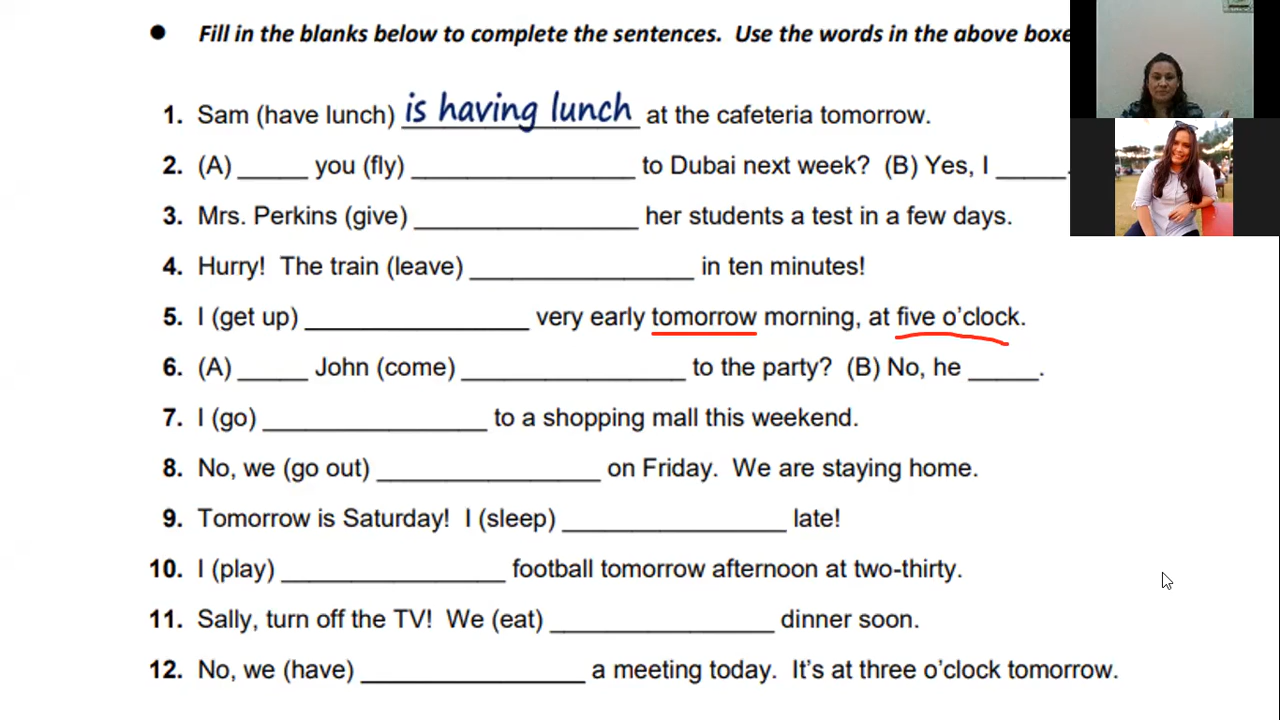 ● Fill in the blanks below to complete the sentences. Use the words in the above boxe
1. Sam (have lunch) is having lunch at the cafeteria tomorrow.
2. (A) _____ you (fly) ________________ to Dubai next week? (B) Yes, I _____.
3. Mrs. Perkins (give) ________________ her students a test in a few days.
4. Hurry! The train (leave) ________________ in ten minutes!
5. I (get up) ________________ very early tomorrow morning, at five o'clock.
6. (A) _____ John (come) ________________ to the party? (B) No, he _____.
7. I (go) ________________ to a shopping mall this weekend.
8. No, we (go out) ________________ on Friday. We are staying home.
9. Tomorrow is Saturday! I (sleep) ________________ late!
10. I (play) ________________ football tomorrow afternoon at two-thirty.
11. Sally, turn off the TV! We (eat) ________________ dinner soon.
12. No, we (have) ________________ a meeting today. It's at three o'clock tomorrow.